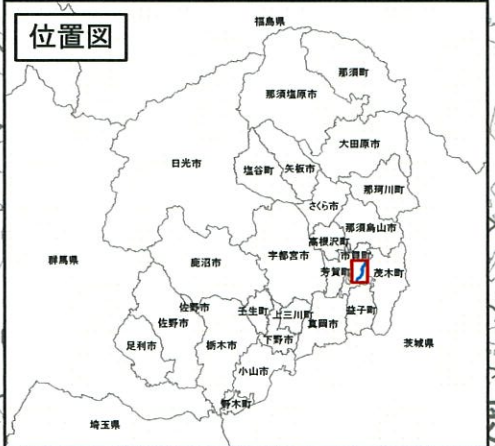 位置図
福島県
那須町
那須塩原市
大田原市
日光市
塩谷町
矢板市
那珂川町
さくら市
那須烏山市
高根沢町
宇都宮市
市貝町
群馬県
鹿沼市
芳賀町
茂木町
佐野市
壬生町
上三川町
真岡市
益子町
佐野市
足利市
栃木市
下野市
茨城県
小山市
野木町
埼玉県